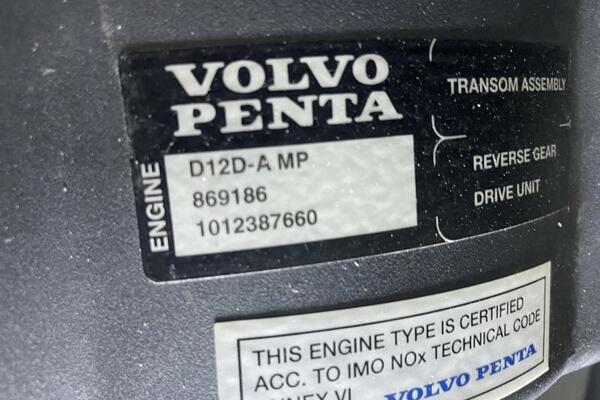 VOLVO
PENTA
ENGINE
D12D-A MP
869186
1012387660
TRANSOM ASSEMBLY
REVERSE GEAR
DRIVE UNIT
THIS ENGINE TYPE IS CERTIFIED
ACC. TO IMO NOx TECHNICAL CODE
VI VOLVO PENTA